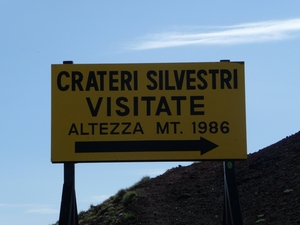 CRATERI SILVESTRI
VISITATE
ALTEZZA MT. 1986